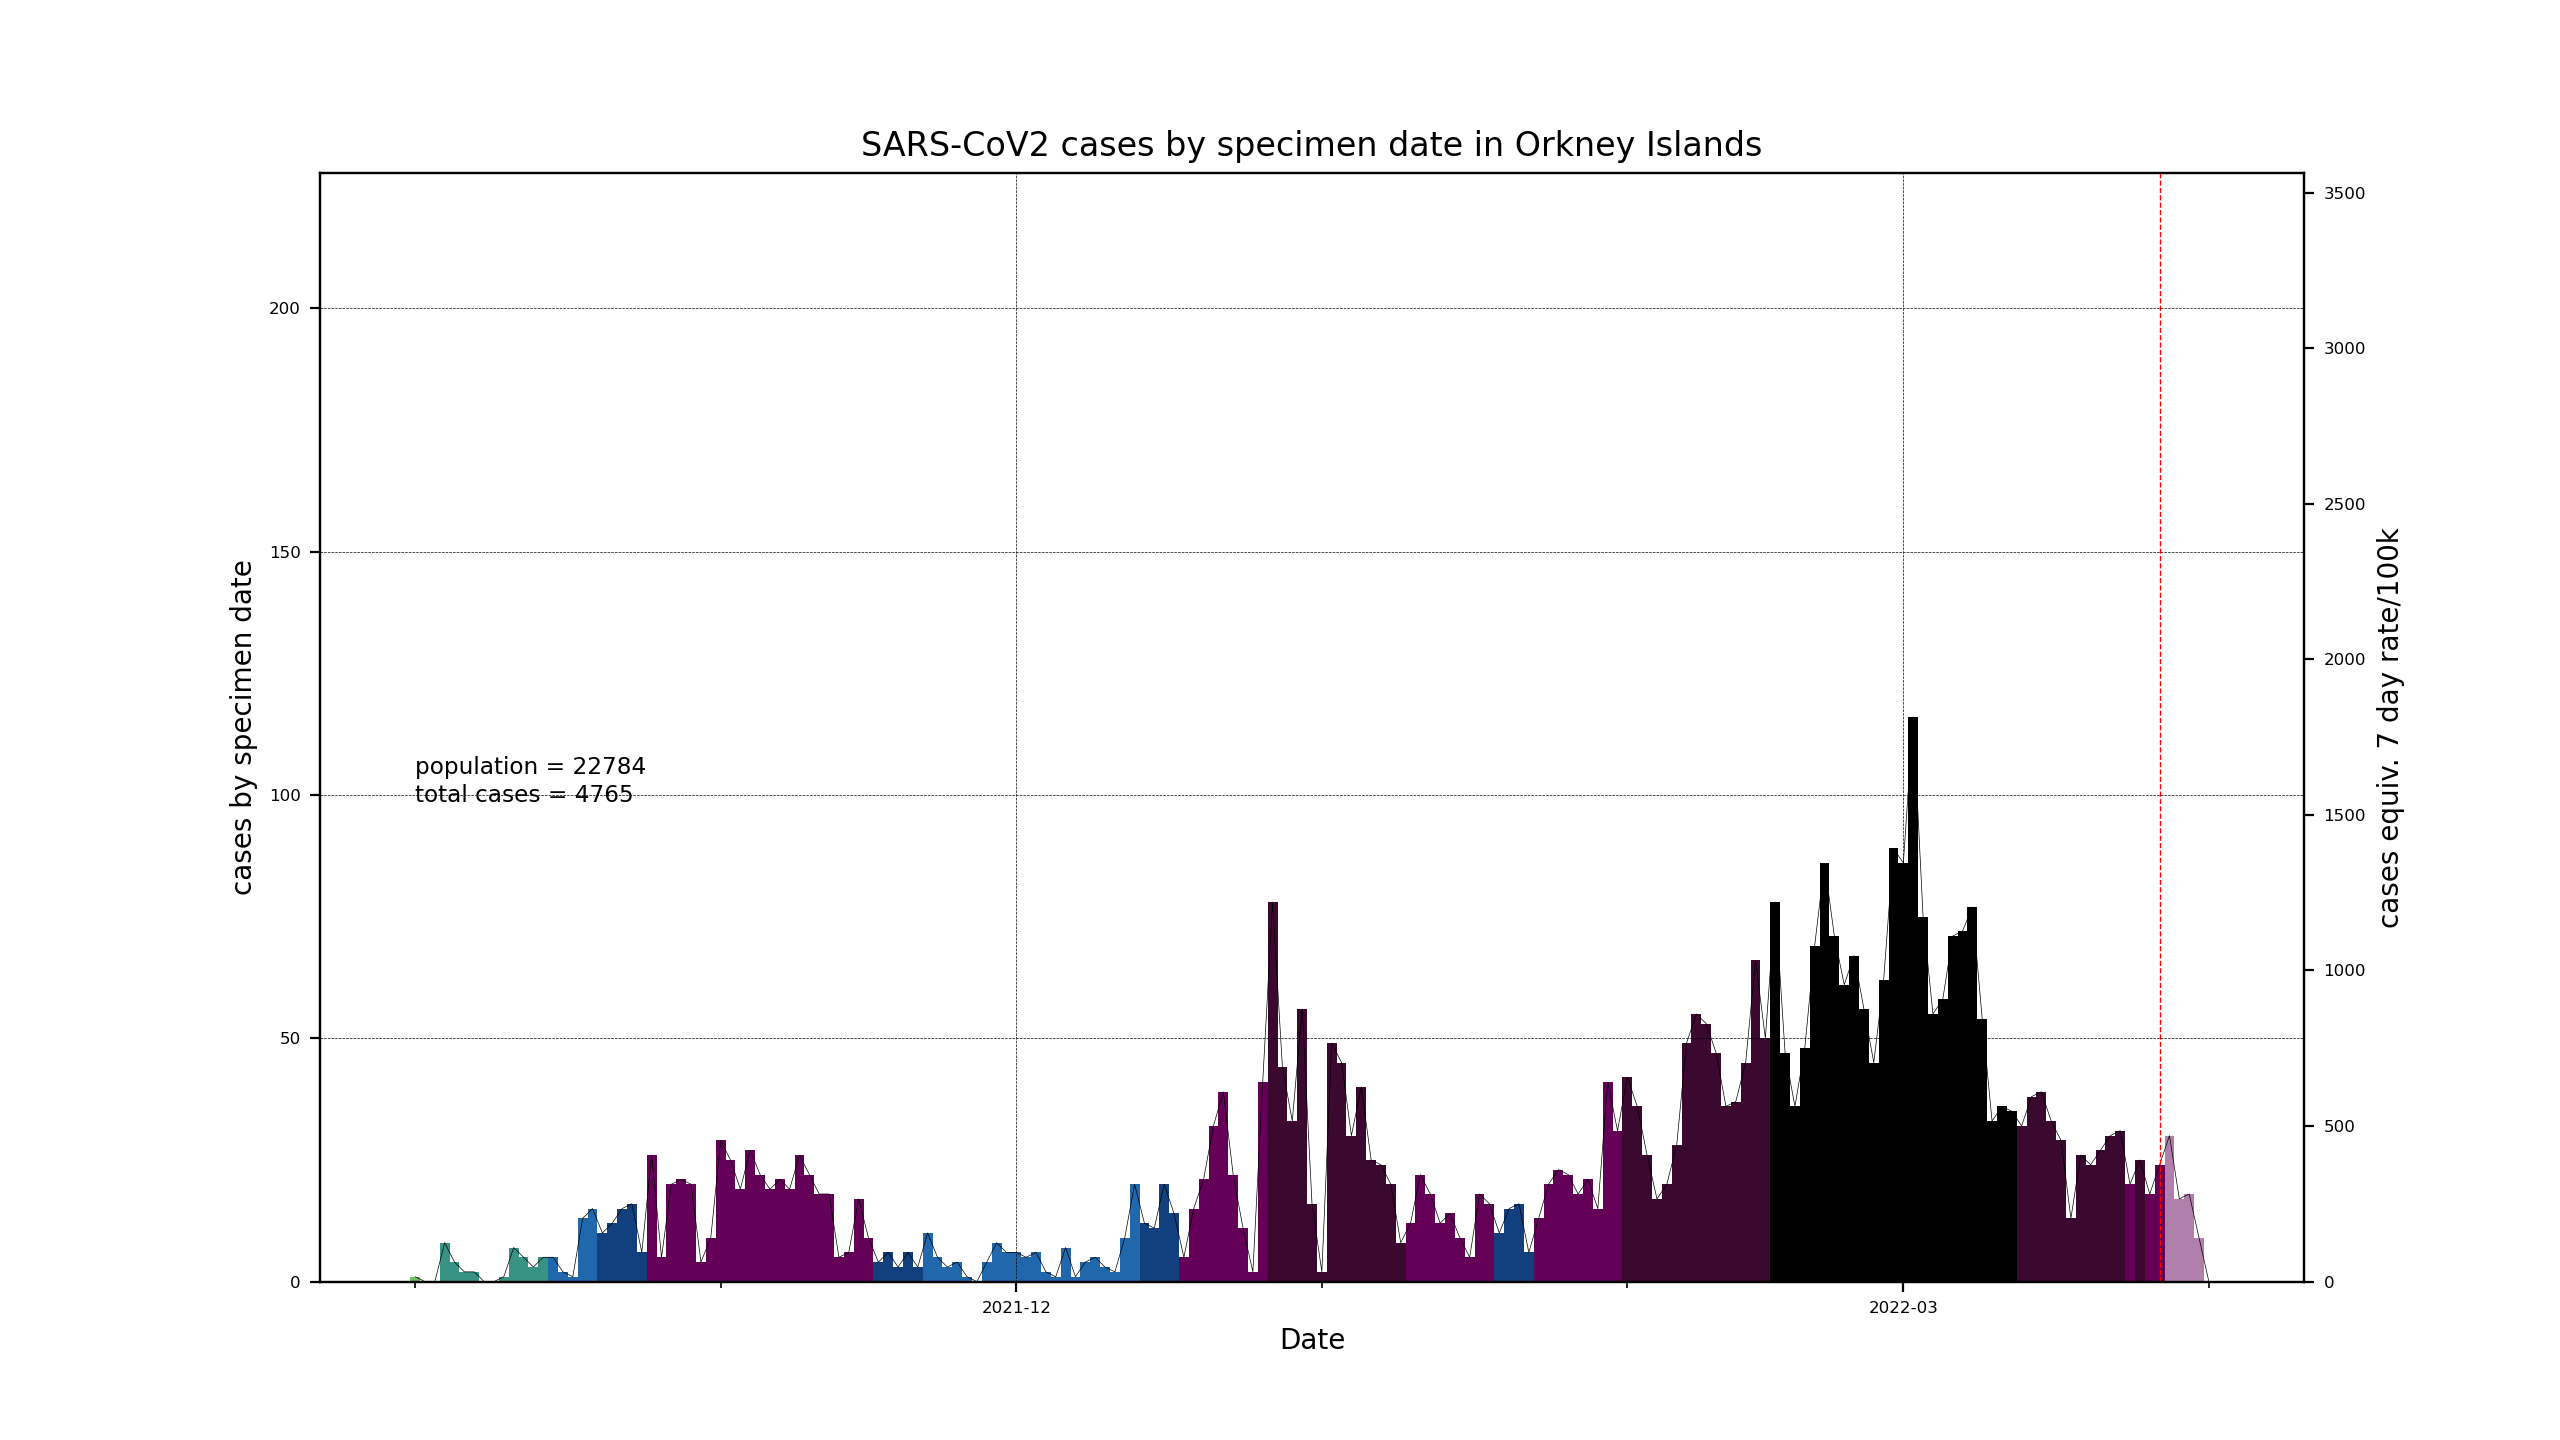 SARS-CoV2 cases by specimen date in Orkney Islands
cases by specimen date
200
150
100
50
0
population = 22784
total cases = 4765
3500
3000
2500
2000
1500
1000
500
0
cases equiv. 7 day rate/100k
2021-12
2022-03
Date